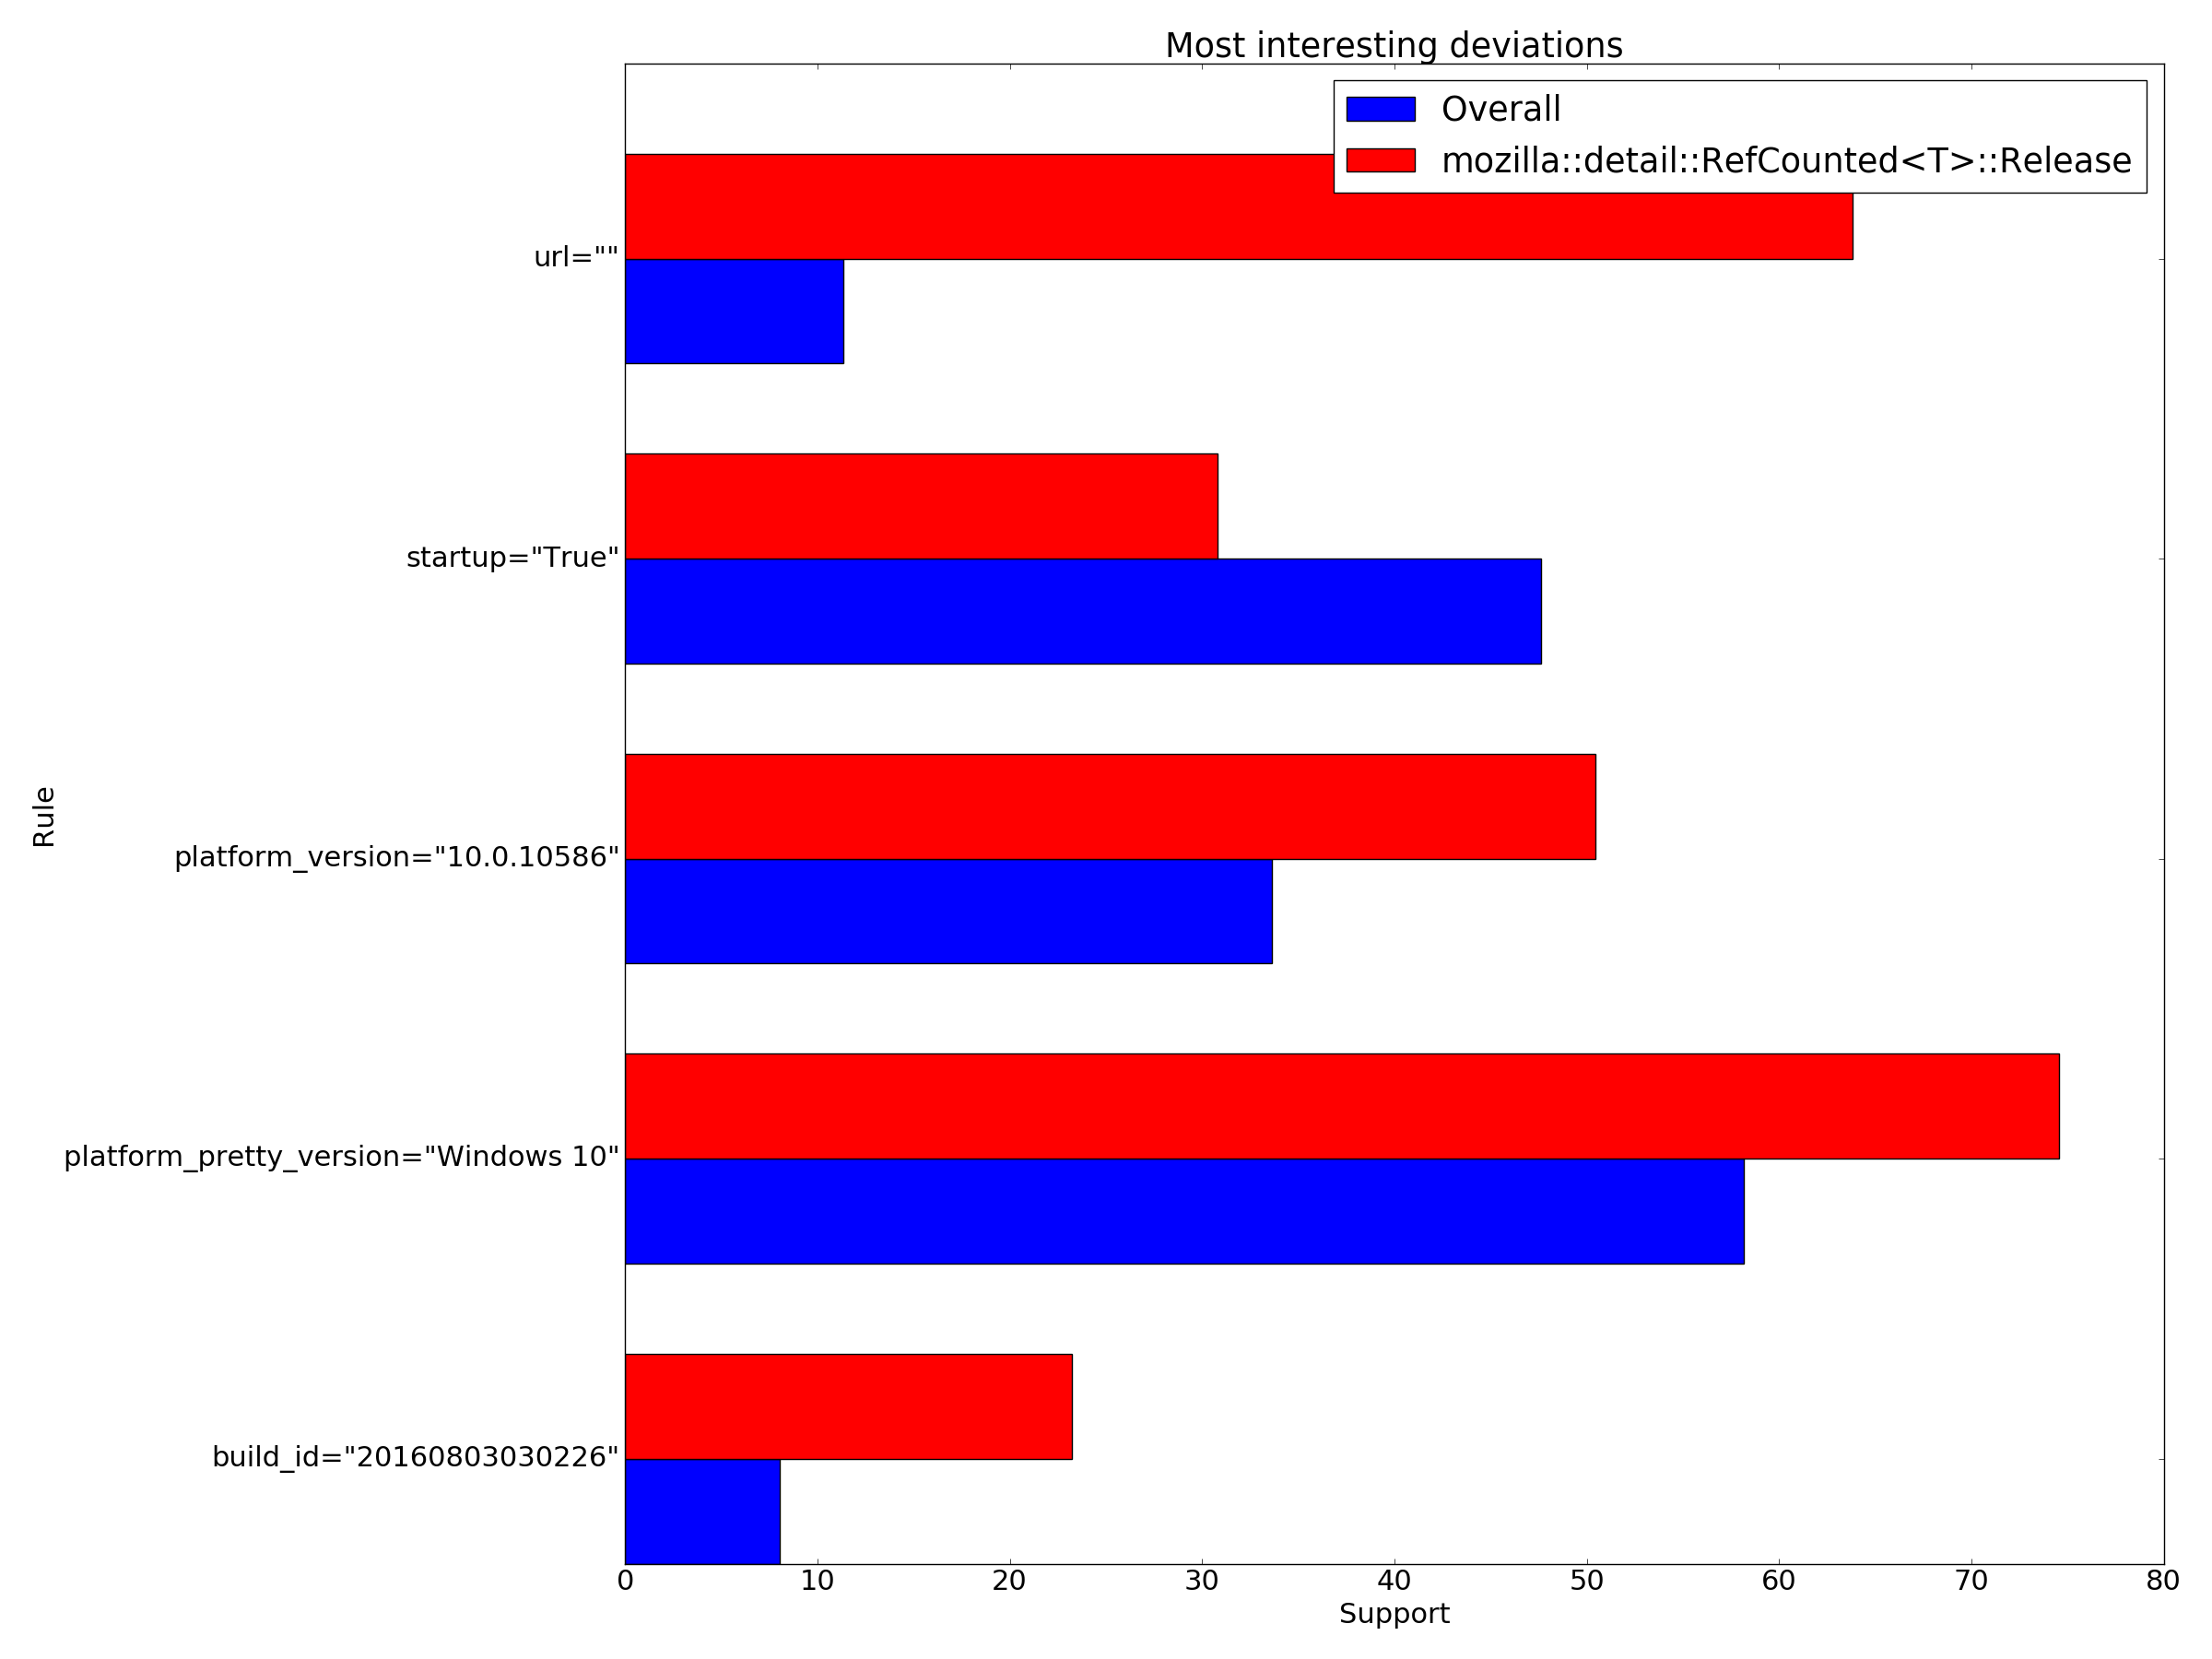 Most interesting deviations
Overall
mozilla::detail::RefCounted<T>::Release
url=""
startup="True"
platform_version="10.0.10586"
platform_pretty_version="Windows 10"
build_id="20160803030226"
Rule
0 10 20 30 40 50 60 70 80
Support